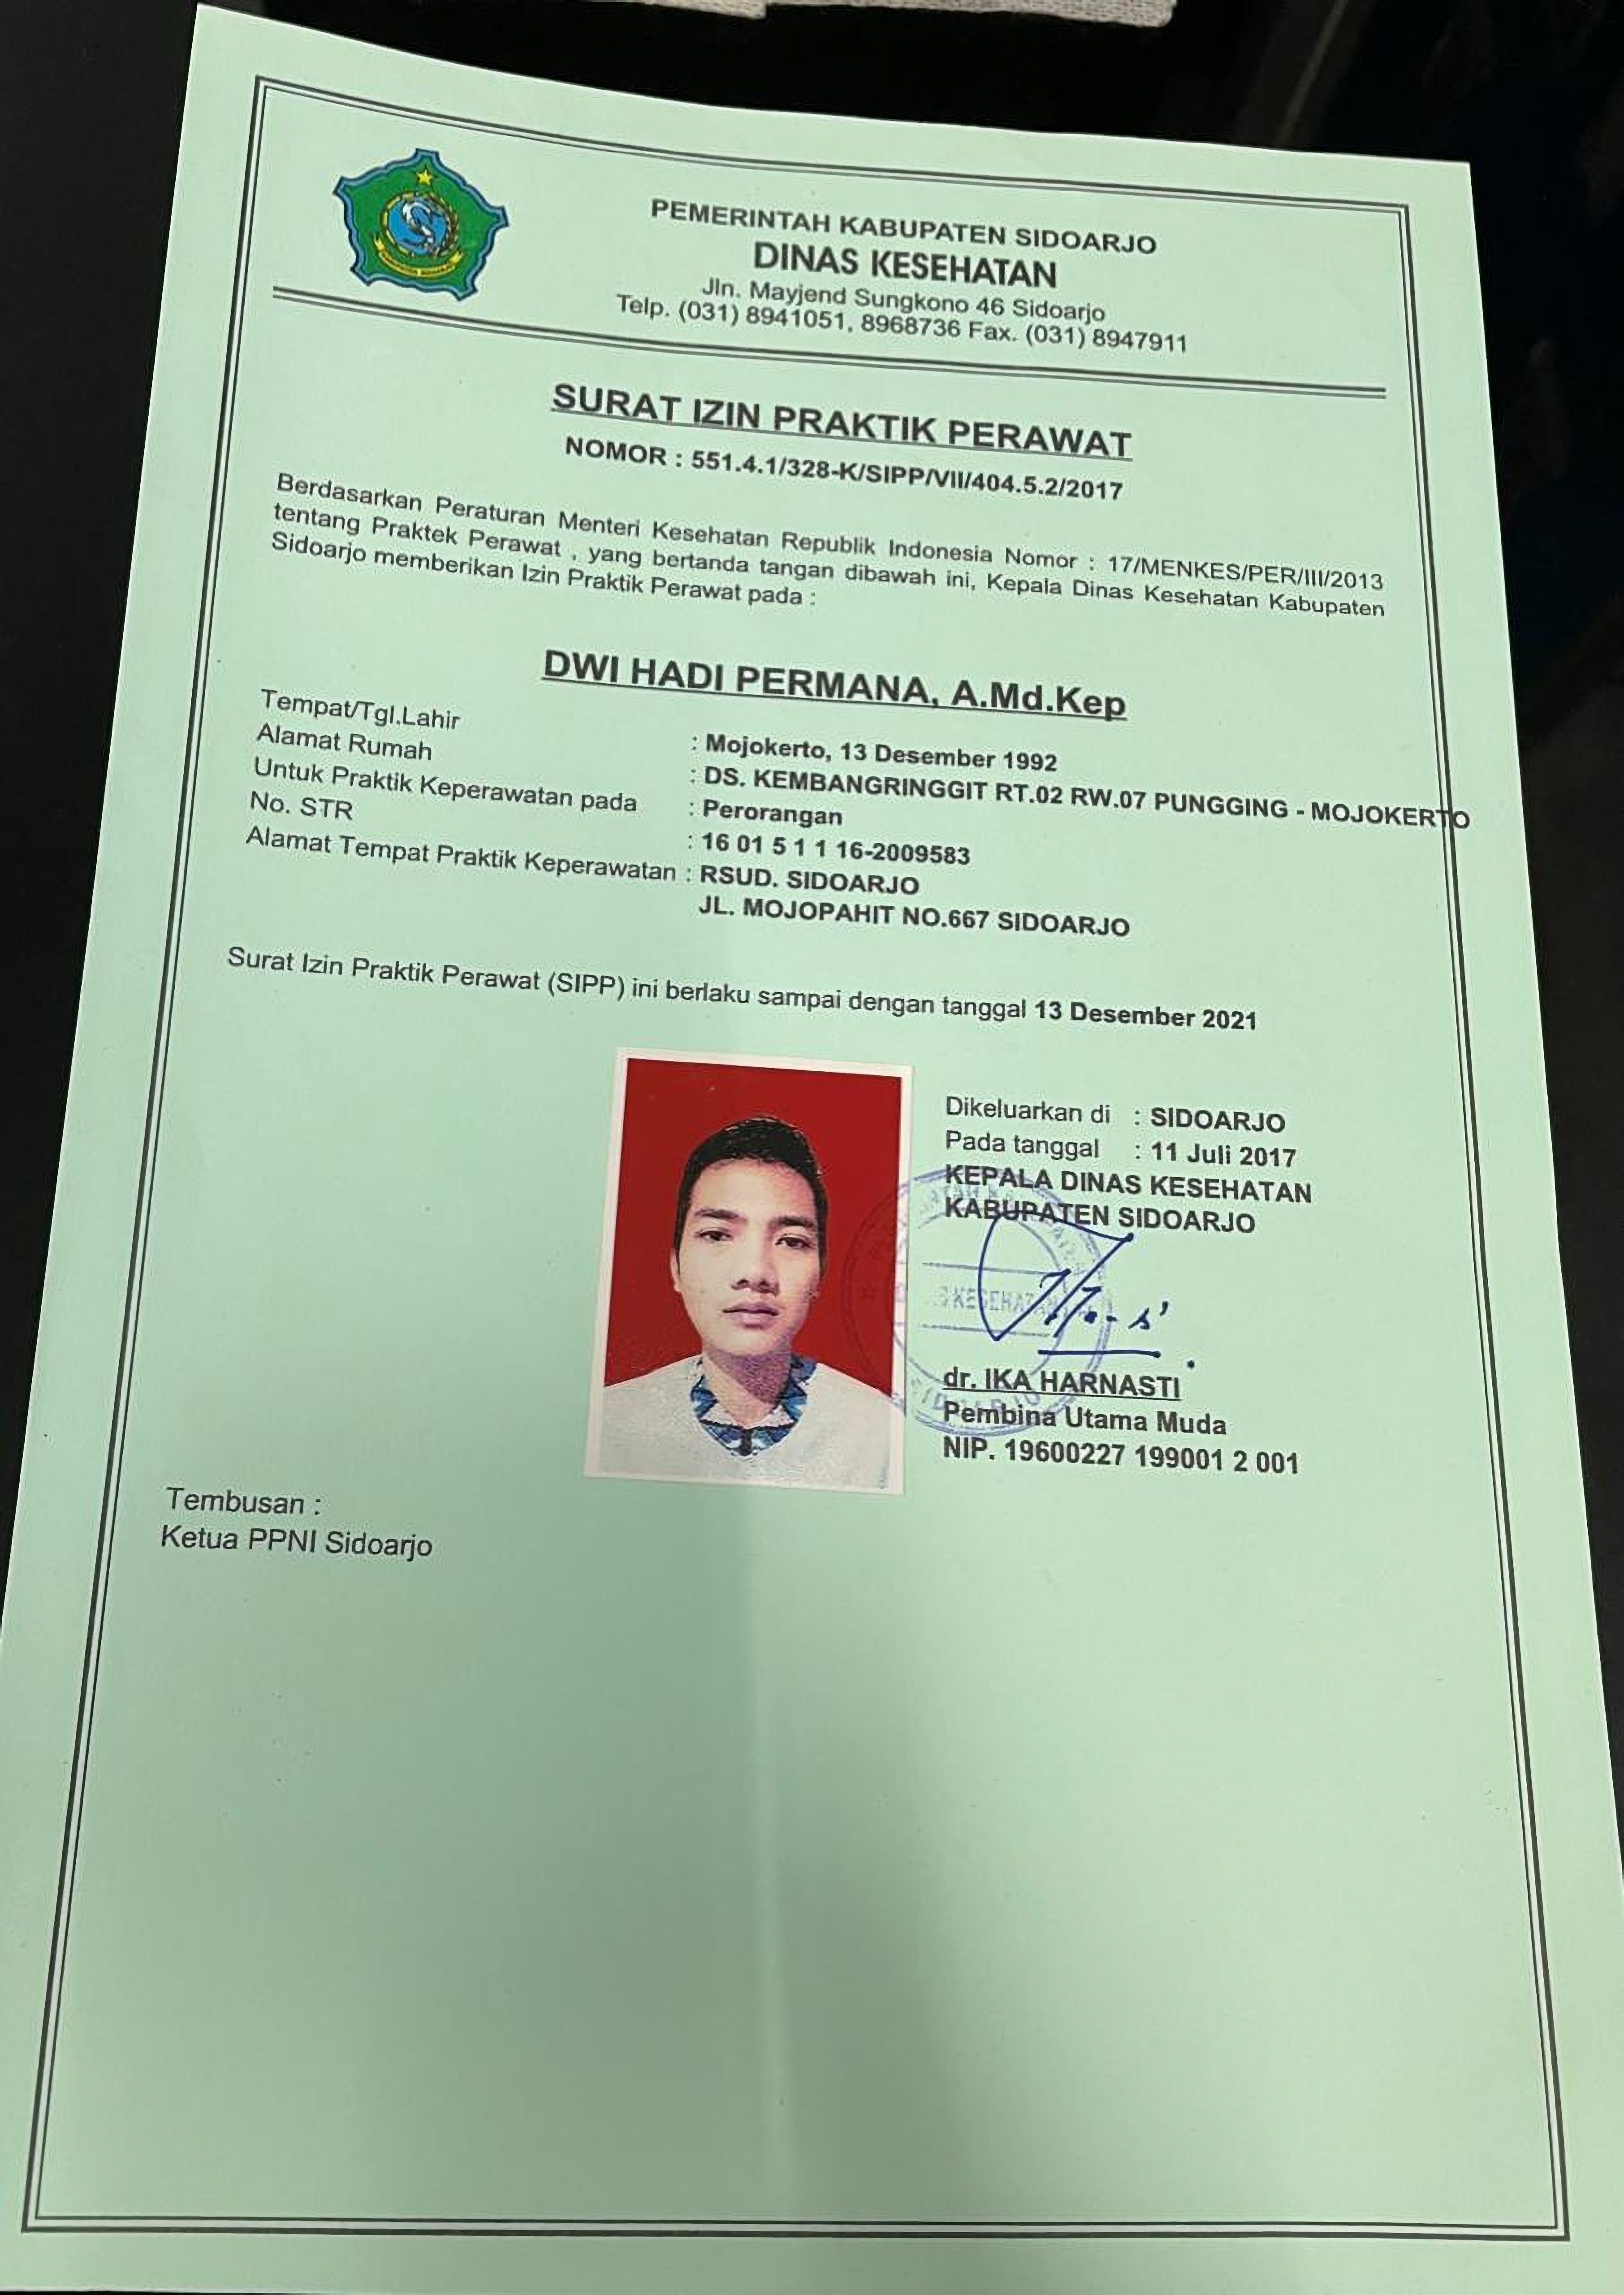 PEMERINTAH KABUPATEN SIDOARJO
DINAS KESEHATAN
Jln. Mayjend Sungkono 46 Sidoarjo
Telp. (031) 8941051, 8968736 Fax. (031) 8947911
SURAT IZIN PRAKTIK PERAWAT
NOMOR : 551.4.1/328-K/SIPP/VII/404.5.2/2017
Berdasarkan Peraturan Menteri Kesehatan Republik Indonesia Nomor : 17/MENKES/PER/III/2013
tentang Praktek Perawat , yang bertanda tangan dibawah ini, Kepala Dinas Kesehatan Kabupaten
Sidoarjo memberikan Izin Praktik Perawat pada :
DWI HADI PERMANA, A.Md.Kep
Tempat/Tgl.Lahir : Mojokerto, 13 Desember 1992
Alamat Rumah : DS. KEMBANGRINGGIT RT.02 RW.07 PUNGGING - MOJOKERTO
Untuk Praktik Keperawatan pada : Perorangan
No. STR : 16 01 5 1 1 16-2009583
Alamat Tempat Praktik Keperawatan : RSUD. SIDOARJO
JL. MOJOPAHIT NO.667 SIDOARJO
Surat Izin Praktik Perawat (SIPP) ini berlaku sampai dengan tanggal 13 Desember 2021
Dikeluarkan di : SIDOARJO
Pada tanggal : 11 Juli 2017
KEPALA DINAS KESEHATAN
KABUPATEN SIDOARJO
dr. IKA HARNASTI
Pembina Utama Muda
NIP. 19600227 199001 2 001
Tembusan :
Ketua PPNI Sidoarjo